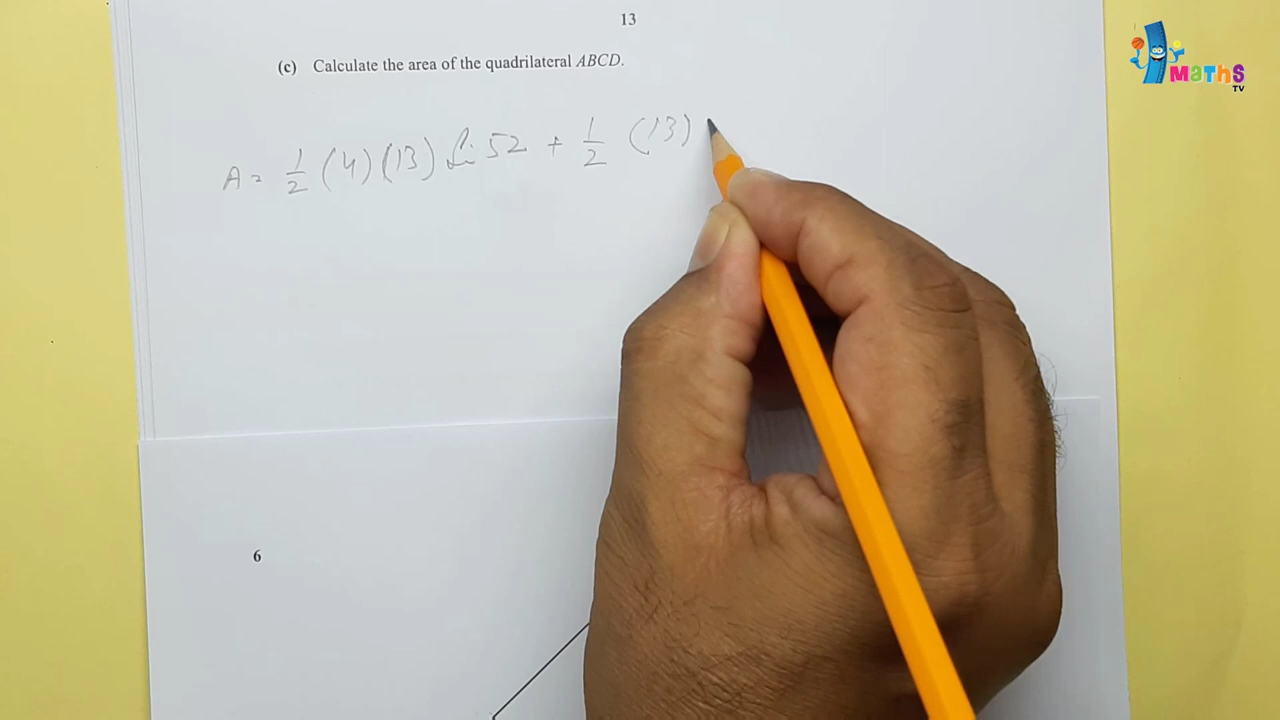 13
MATHS
TV
(c) Calculate the area of the quadrilateral ABCD.
A = 1/2 (4)(13) Sin 52 + 1/2 (13)
6